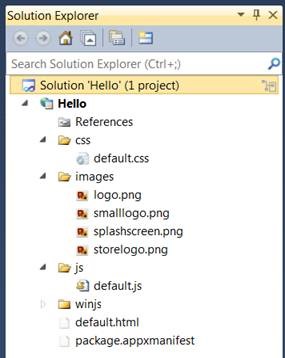 Solution Explorer
Search Solution Explorer (Ctrl+;)
Solution 'Hello' (1 project)
Hello
References
css
default.css
images
logo.png
smalllogo.png
splashscreen.png
storelogo.png
js
default.js
winjs
default.html
package.appxmanifest